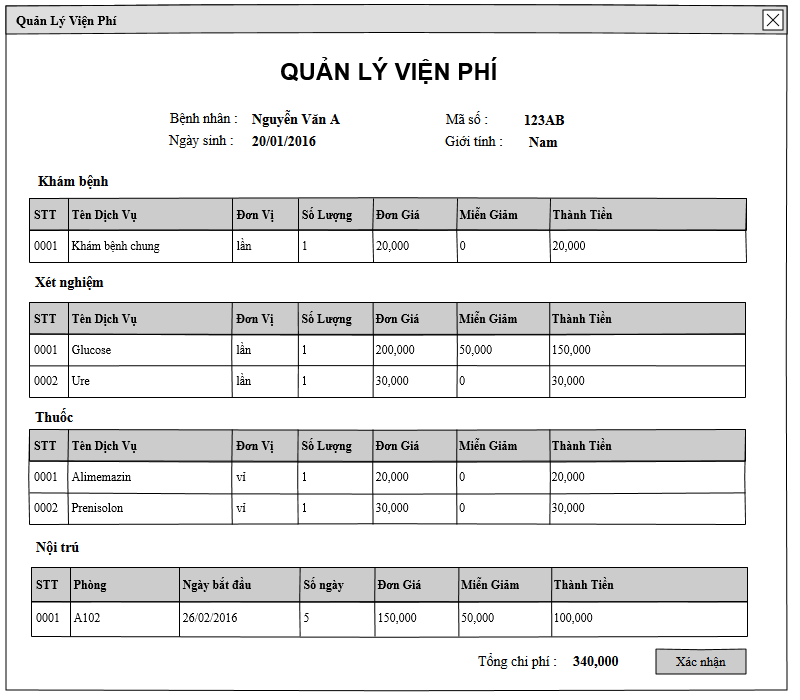 Quản Lý Viện Phí
QUẢN LÝ VIỆN PHÍ
Bệnh nhân : Nguyễn Văn A Mã số : 123AB
Ngày sinh : 20/01/2016 Giới tính : Nam
Khám bệnh
STT Tên Dịch Vụ Đơn Vị Số Lượng Đơn Giá Miễn Giảm Thành Tiền
0001 Khám bệnh chung lần 1 20,000 0 20,000
Xét nghiệm
STT Tên Dịch Vụ Đơn Vị Số Lượng Đơn Giá Miễn Giảm Thành Tiền
0001 Glucose lần 1 200,000 50,000 150,000
0002 Ure lần 1 30,000 0 30,000
Thuốc
STT Tên Dịch Vụ Đơn Vị Số Lượng Đơn Giá Miễn Giảm Thành Tiền
0001 Alimemazin vỉ 1 20,000 0 20,000
0002 Prenisolon vỉ 1 30,000 0 30,000
Nội trú
STT Phòng Ngày bắt đầu Số ngày Đơn Giá Miễn Giảm Thành Tiền
0001 A102 26/02/2016 5 150,000 50,000 100,000
Tổng chi phí : 340,000 Xác nhận